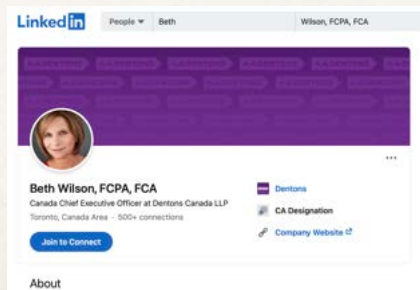 Linked in
People Beth Wilson, FCPA, FCA
Beth Wilson, FCPA, FCA
Canada Chief Executive Officer at Dentons Canada LLP
Toronto, Canada Area · 500+ connections
Join to Connect
Dentons
CA Designation
Company Website
About